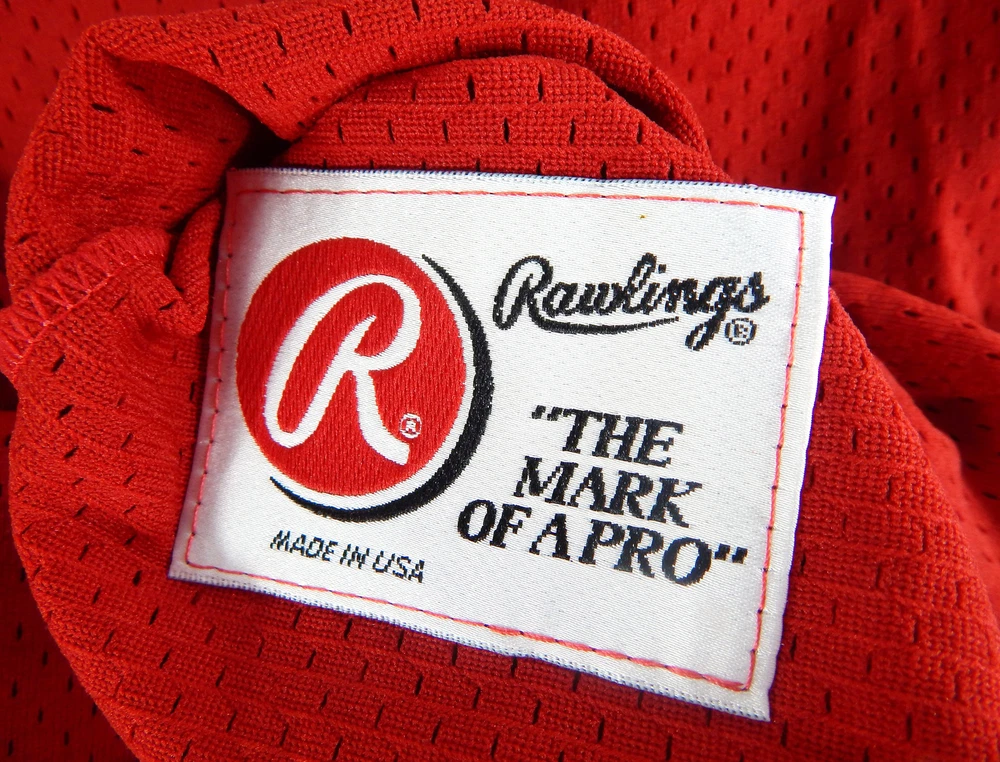 R®
Rawlings®
"THE
MARK
OF A PRO"
MADE IN USA